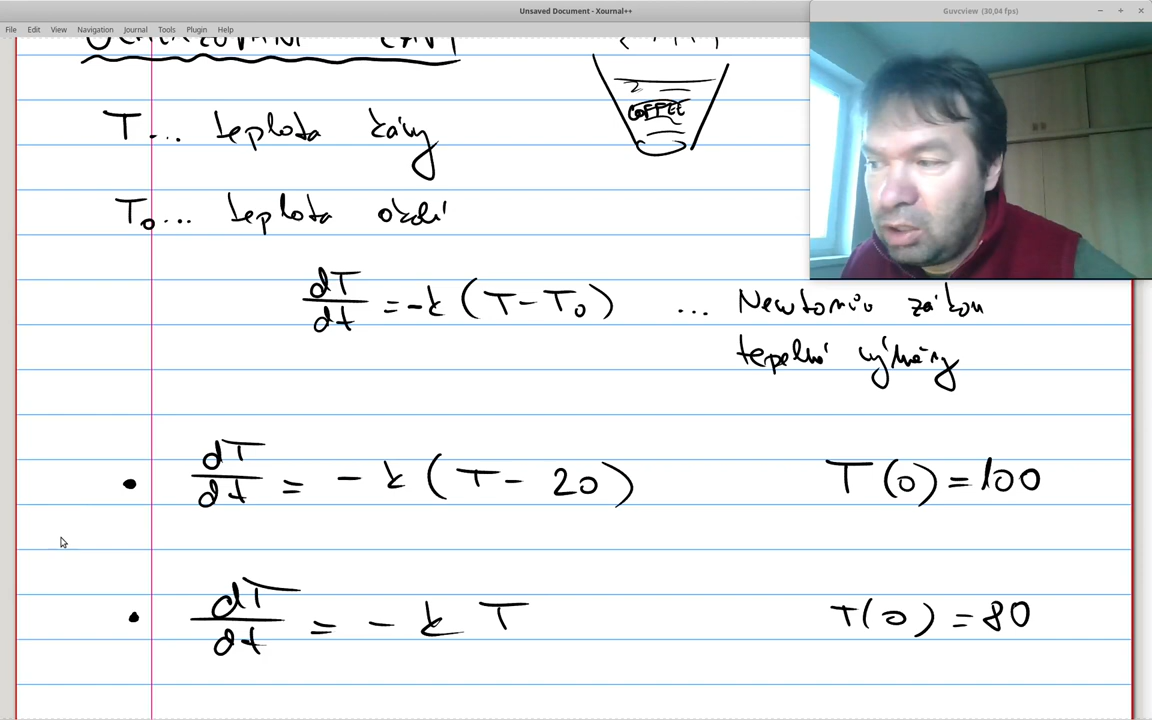 Unsaved Document - Xournal++
Guvcview (30,04 fps)
File Edit View Navigation Journal Tools Plugin Help
COFFEE
T... teplota kávy
T₀... teplota okolí
dT/dt = -k (T - T₀) ... Newtonův zákon
tepelné výměny
• dT/dt = - k (T - 20) T(0) = 100
• dT/dt = - k T T(0) = 80